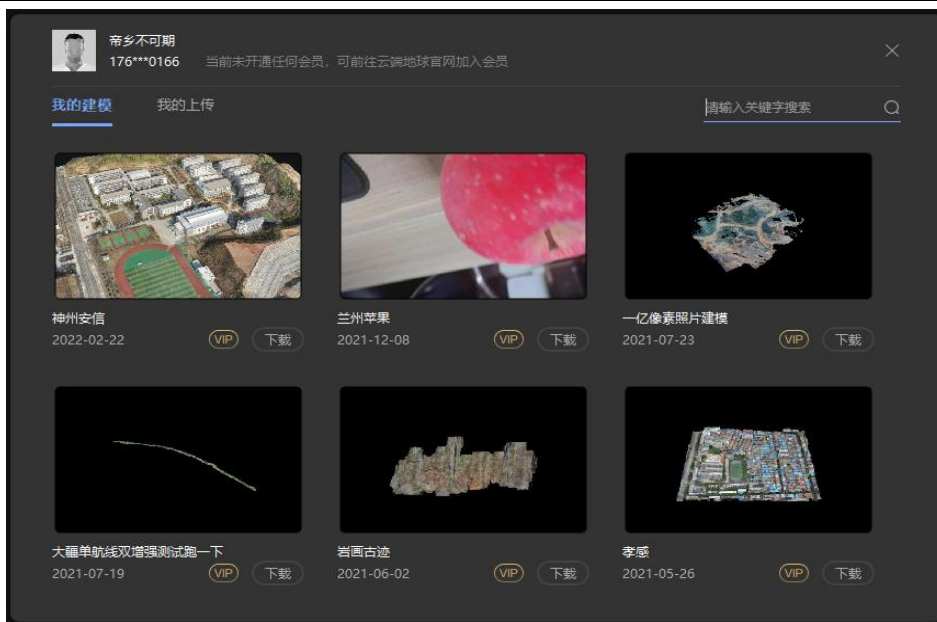 帝乡不可期
176***0166 当前未开通任何会员，可前往云端地球官网加入会员
我的建模 我的上传 请输入关键字搜索
神州安信 兰州苹果 一亿像素照片建模
2022-02-22 VIP 下载 2021-12-08 VIP 下载 2021-07-23 VIP 下载
大疆单航线双增强测试跑一下 岩画古迹 孝感
2021-07-19 VIP 下载 2021-06-02 VIP 下载 2021-05-26 VIP 下载